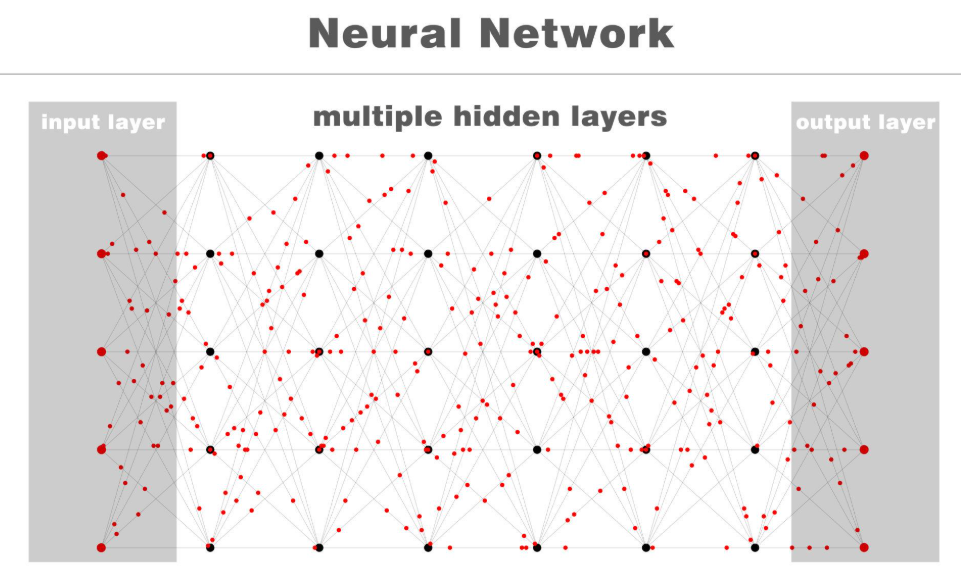 Neural Network
input layer
multiple hidden layers
output layer